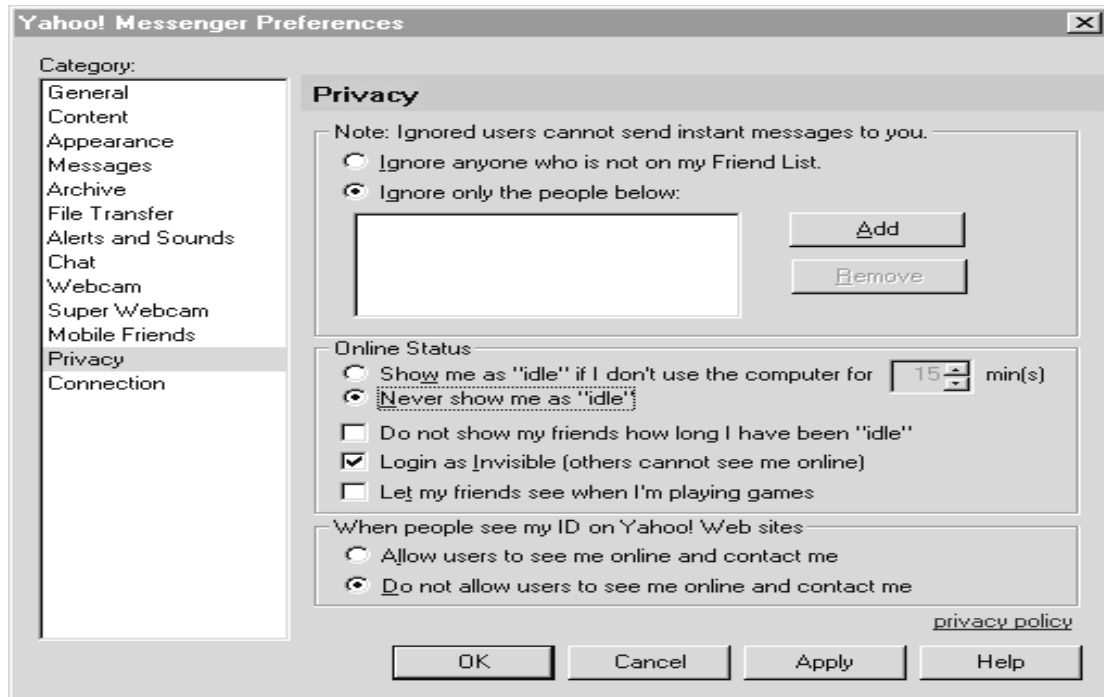 Yahoo! Messenger Preferences
Category:
General
Content
Appearance
Messages
Archive
File Transfer
Alerts and Sounds
Chat
Webcam
Super Webcam
Mobile Friends
Privacy
Connection
Privacy
Note: Ignored users cannot send instant messages to you.
Ignore anyone who is not on my Friend List.
Ignore only the people below:
Add
Remove
Online Status
Show me as "idle" if I don't use the computer for 15 min(s)
Never show me as "idle"
Do not show my friends how long I have been "idle"
Login as Invisible (others cannot see me online)
Let my friends see when I'm playing games
When people see my ID on Yahoo! Web sites
Allow users to see me online and contact me
Do not allow users to see me online and contact me
privacy policy
OK Cancel Apply Help